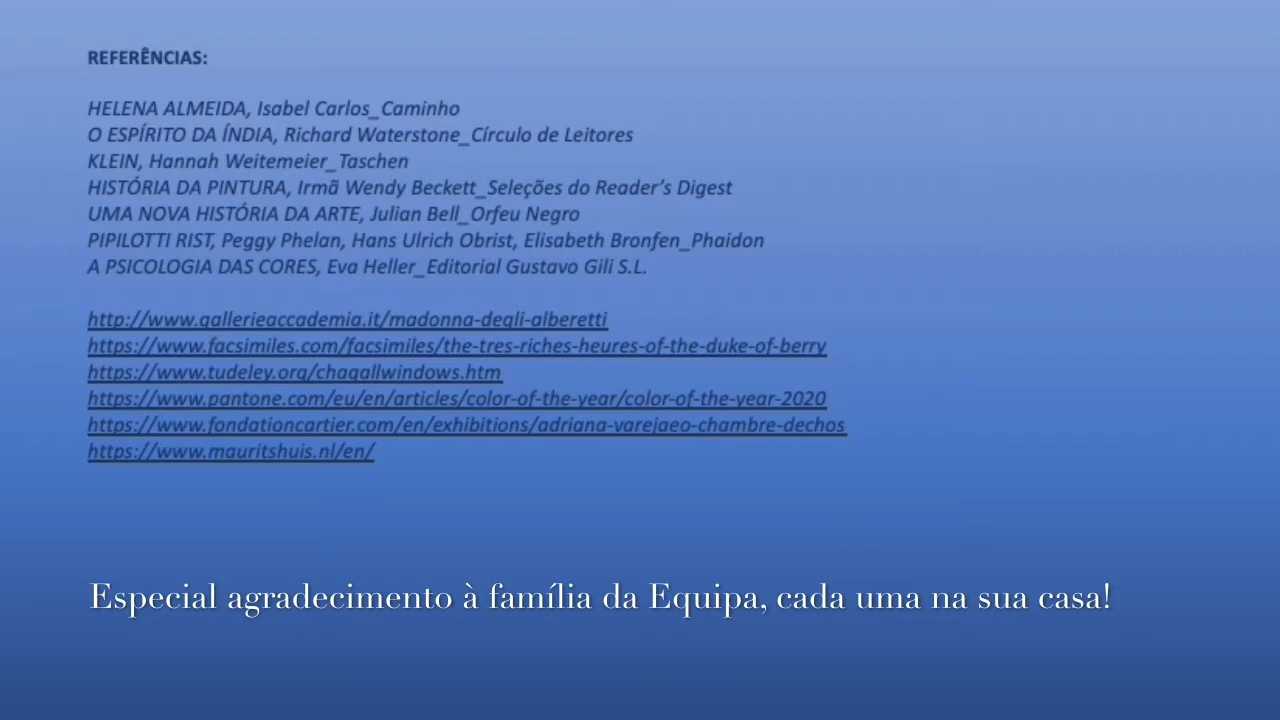 REFERÊNCIAS:
HELENA ALMEIDA, Isabel Carlos_Caminho
O ESPÍRITO DA ÍNDIA, Richard Waterstone_Círculo de Leitores
KLEIN, Hannah Weitemeier_Taschen
HISTÓRIA DA PINTURA, Irmã Wendy Beckett_Seleções do Reader’s Digest
UMA NOVA HISTÓRIA DA ARTE, Julian Bell_Orfeu Negro
PIPILOTTI RIST, Peggy Phelan, Hans Ulrich Obrist, Elisabeth Bronfen_Phaidon
A PSICOLOGIA DAS CORES, Eva Heller_Editorial Gustavo Gili S.L.
http://www.gallerieaccademia.it/madonna-degli-alberetti
https://www.facsimiles.com/facsimiles/the-tres-riches-heures-of-the-duke-of-berry
https://www.tudeley.org/chagallwindows.htm
https://www.pantone.com/eu/en/articles/color-of-the-year/color-of-the-year-2020
https://www.fondationcartier.com/en/exhibitions/adriana-varejaeo-chambre-dechos
https://www.mauritshuis.nl/en/
Especial agradecimento à família da Equipa, cada uma na sua casa!